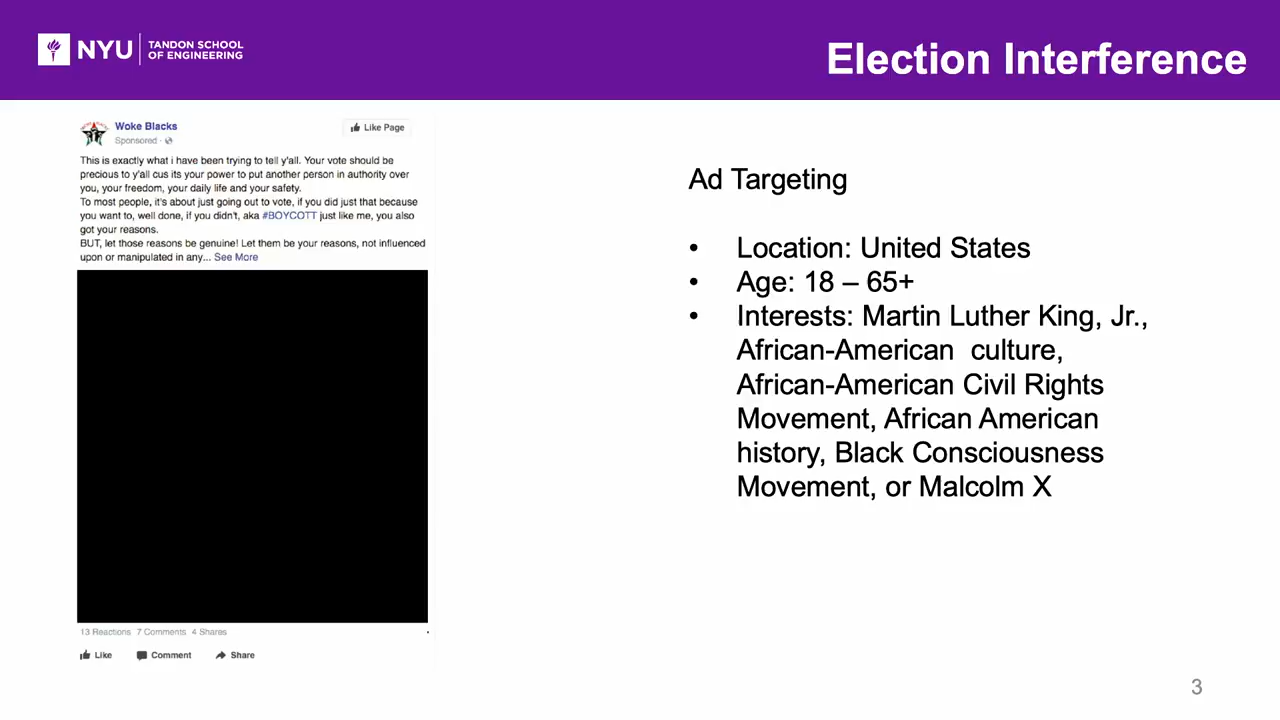 NYU
TANDON SCHOOL
OF ENGINEERING
Election Interference
Woke Blacks
Sponsored ·
Like Page
This is exactly what i have been trying to tell y'all. Your vote should be
precious to y'all cus its your power to put another person in authority over
you, your freedom, your daily life and your safety.
To most people, it's about just going out to vote, if you did just that because
you want to, well done, if you didn't, aka #BOYCOTT just like me, you also
got your reasons.
BUT, let those reasons be genuine! Let them be your reasons, not influenced
upon or manipulated in any... See More
13 Reactions 7 Comments 4 Shares
Like Comment Share
Ad Targeting
• Location: United States
• Age: 18 – 65+
• Interests: Martin Luther King, Jr.,
African-American culture,
African-American Civil Rights
Movement, African American
history, Black Consciousness
Movement, or Malcolm X
3